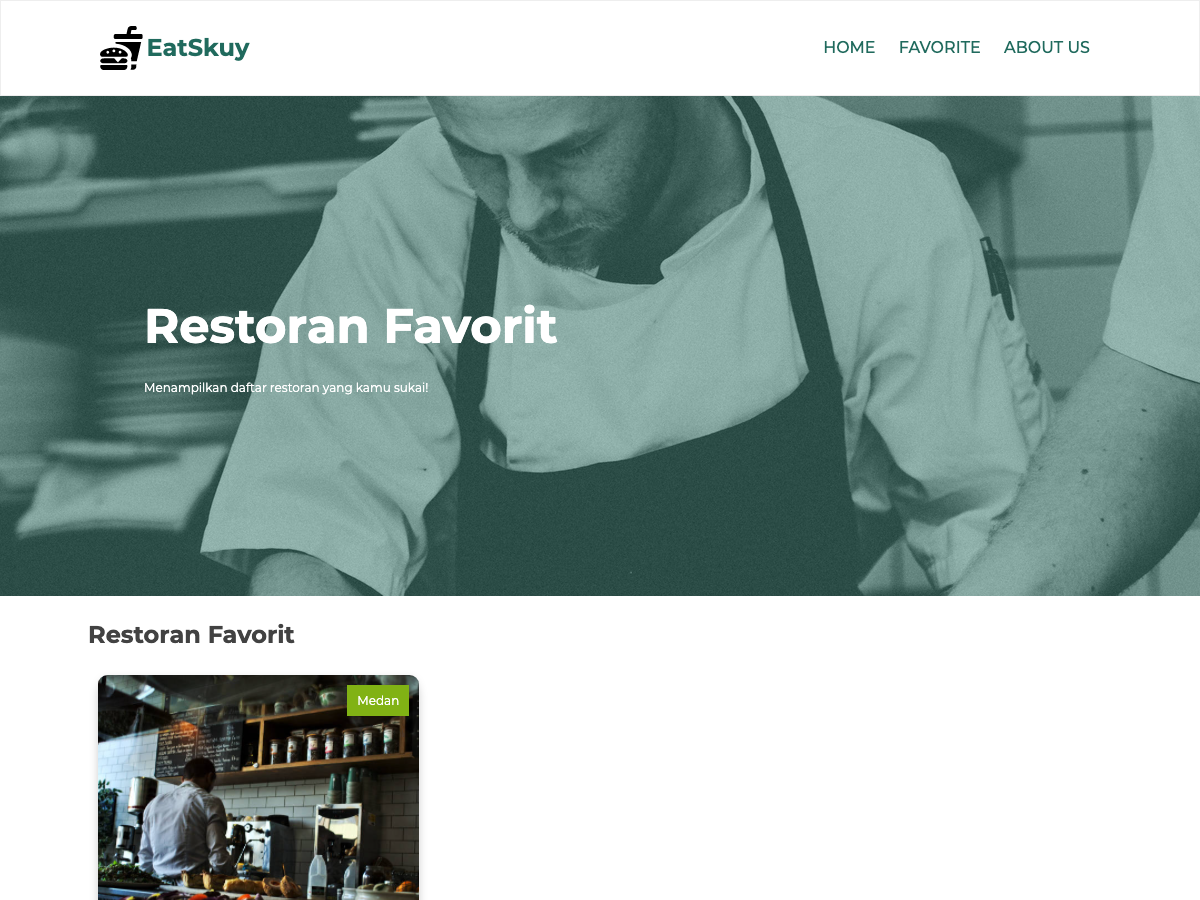 EatSkuy
HOME FAVORITE ABOUT US
Restoran Favorit
Menampilkan daftar restoran yang kamu sukai!
Restoran Favorit
Medan